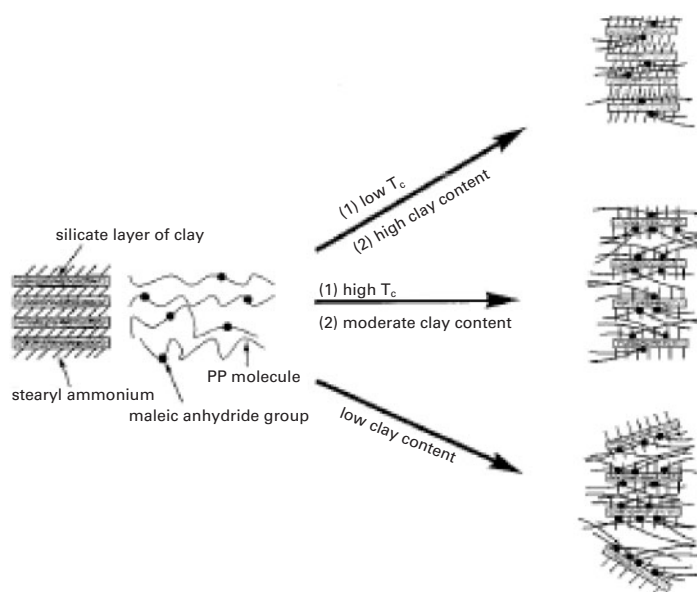 (1) low Tc
(2) high clay content
silicate layer of clay
(1) high Tc
(2) moderate clay content
PP molecule
stearyl ammonium
maleic anhydride group
low clay content